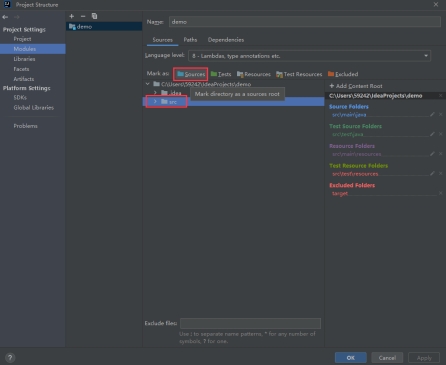 Project Structure
Project Settings
Project
Modules
Libraries
Facets
Artifacts
Platform Settings
SDKs
Global Libraries
Problems
demo
Name: demo
Sources Paths Dependencies
Language level: 8 - Lambdas, type annotations etc.
Mark as: Sources Tests Resources Test Resources Excluded
C:\Users\59242\IdeaProjects\demo
.idea
Mark directory as a sources root
src
+ Add Content Root
C:\Users\59242\IdeaProjects\demo
Source Folders
src\main\java
Test Source Folders
src\test\java
Resource Folders
src\main\resources
Test Resource Folders
src\test\resources
Excluded Folders
target
Exclude files:
Use ; to separate name patterns, * for any number of
symbols, ? for one.
? OK Cancel Apply